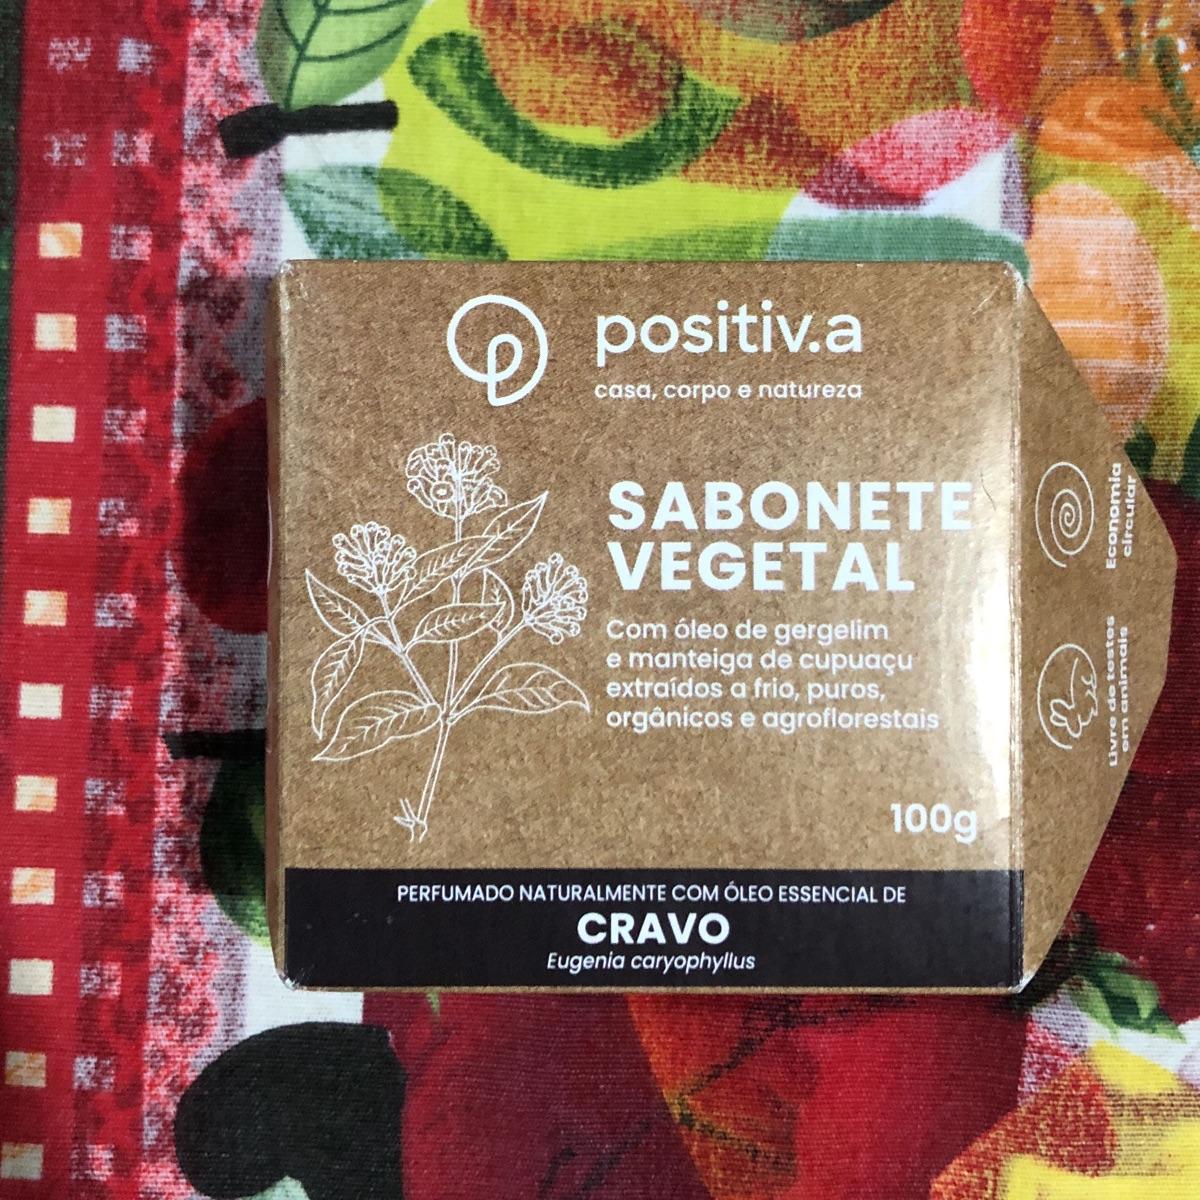 positiv.a
casa, corpo e natureza
SABONETE
VEGETAL
Com óleo de gergelim
e manteiga de cupuaçu
extraídos a frio, puros,
orgânicos e agroflorestais
100g
PERFUMADO NATURALMENTE COM ÓLEO ESSENCIAL DE
CRAVO
Eugenia caryophyllus
Economia
circular
Livre de testes
em animais